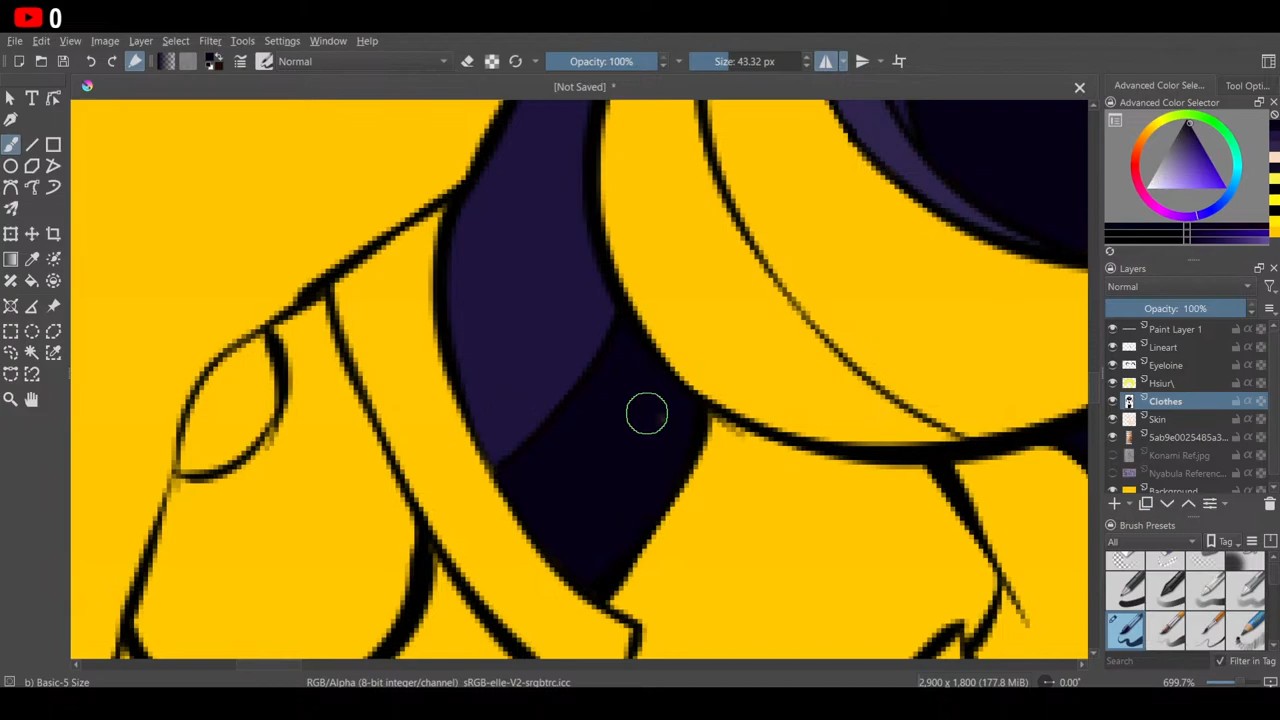 0
File Edit View Image Layer Select Filter Tools Settings Window Help
Normal Opacity: 100% Size: 43.32 px
[Not Saved] *
Advanced Color Sele... Tool Opti...
Advanced Color Selector
Layers
Normal
Opacity: 100%
Paint Layer 1
Lineart
Eyeloine
Hsiur\
Clothes
Skin
5ab9e0025485a3...
Konami Ref.jpg
Nyabula Referenc...
Background
Brush Presets
All Tag
Search Filter in Tag
b) Basic-5 Size RGB/Alpha (8-bit integer/channel) sRGB-elle-V2-srgbtrc.icc 2,900 x 1,800 (177.8 MiB) 0.00° 699.7%